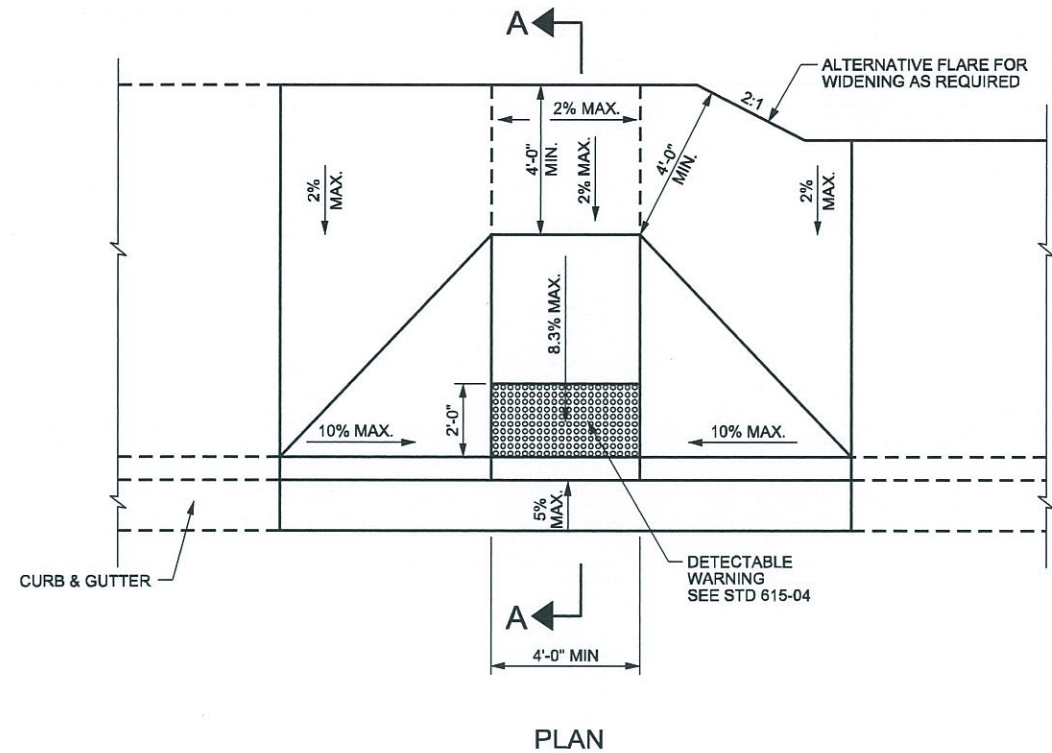 A
ALTERNATIVE FLARE FOR
WIDENING AS REQUIRED
2:1
2% MAX.
4'-0"
MIN.
2% MAX.
4'-0"
MIN.
2%
MAX.
2%
MAX.
8.3% MAX.
2'-0"
10% MAX.
10% MAX.
5%
MAX.
CURB & GUTTER
DETECTABLE
WARNING
SEE STD 615-04
A
4'-0" MIN
PLAN